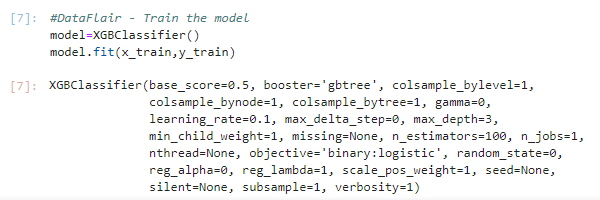 [7]: #DataFlair - Train the model
model=XGBClassifier()
model.fit(x_train,y_train)
[7]: XGBClassifier(base_score=0.5, booster='gbtree', colsample_bylevel=1,
colsample_bynode=1, colsample_bytree=1, gamma=0,
learning_rate=0.1, max_delta_step=0, max_depth=3,
min_child_weight=1, missing=None, n_estimators=100, n_jobs=1,
nthread=None, objective='binary:logistic', random_state=0,
reg_alpha=0, reg_lambda=1, scale_pos_weight=1, seed=None,
silent=None, subsample=1, verbosity=1)